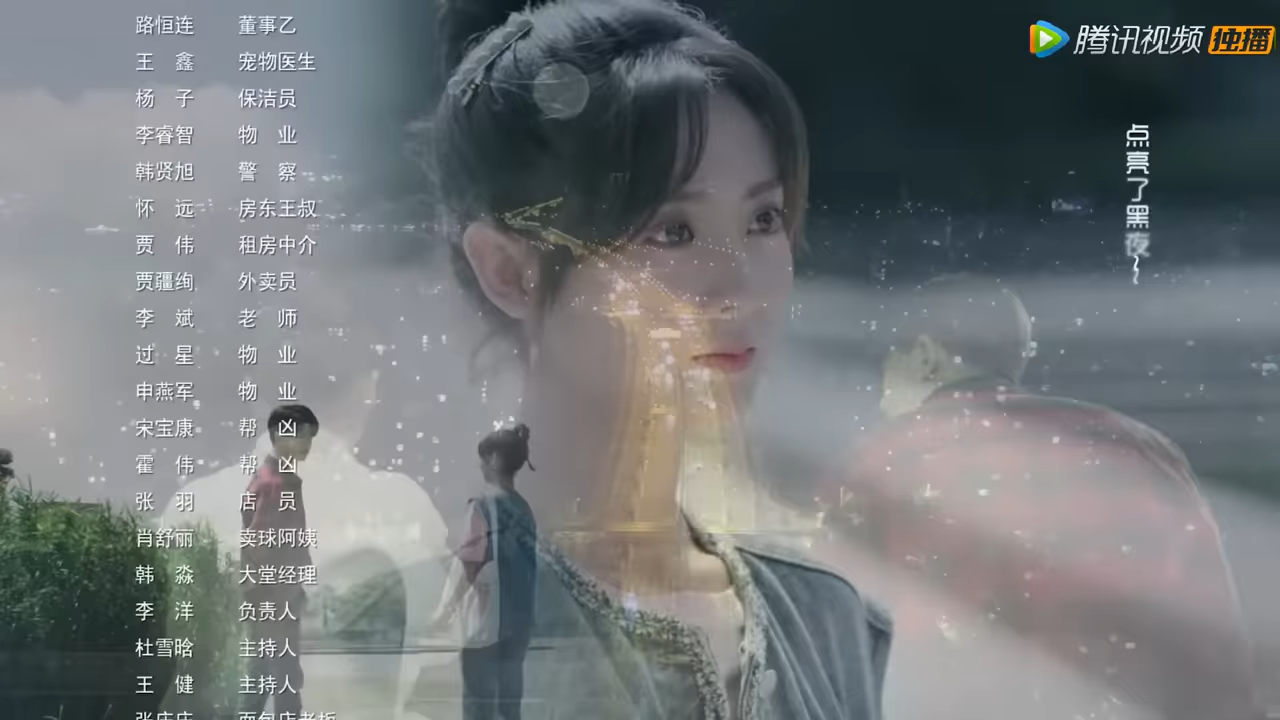 路恒连 董事乙
王 鑫 宠物医生
杨 子 保洁员
李睿智 物 业
韩贤旭 警 察
怀 远 房东王叔
贾 伟 租房中介
贾疆绚 外卖员
李 斌 老 师
过 星 物 业
申燕军 物 业
宋宝康 帮 凶
霍 伟 帮 凶
张 羽 店 员
肖舒丽 卖球阿姨
韩 淼 大堂经理
李 洋 负责人
杜雪晗 主持人
王 健 主持人
腾讯视频 独播
点亮了黑夜~